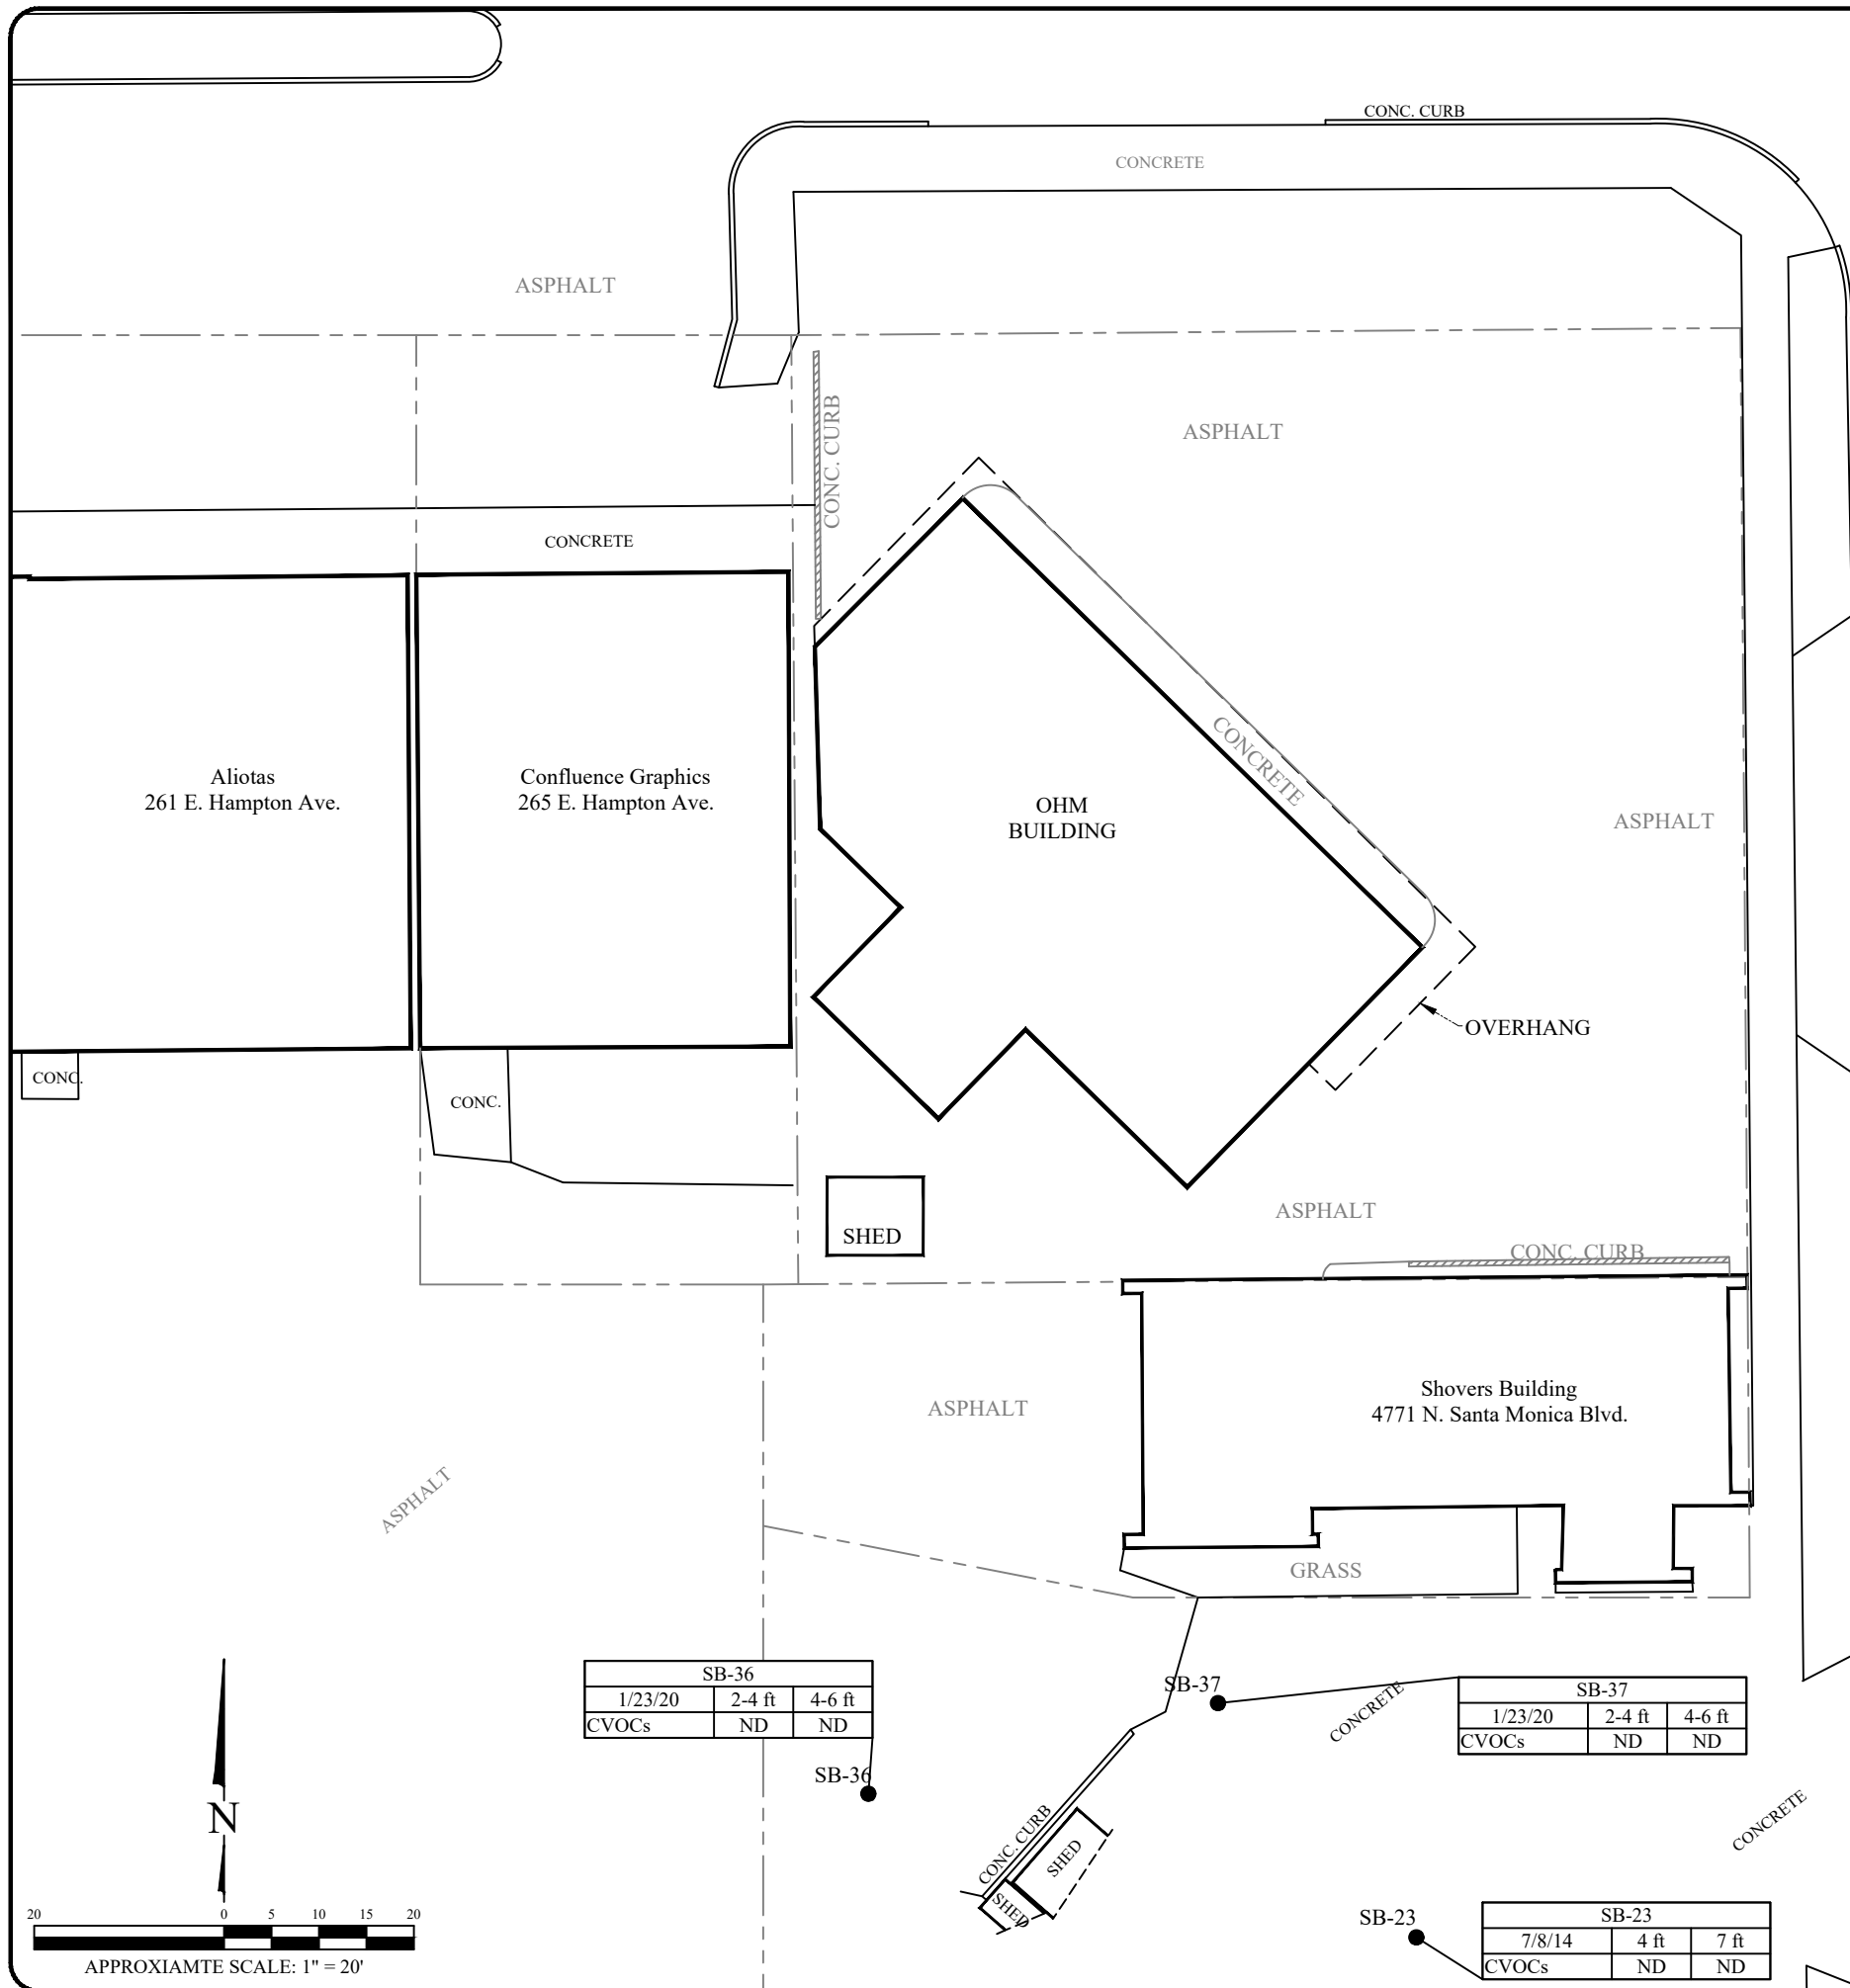 CONC. CURB
CONCRETE
ASPHALT
CONC. CURB
ASPHALT
CONCRETE
CONCRETE
Aliotas
261 E. Hampton Ave.
Confluence Graphics
265 E. Hampton Ave.
OHM
BUILDING
ASPHALT
OVERHANG
CONC.
CONC.
SHED
ASPHALT
CONC. CURB
ASPHALT
Shovers Building
4771 N. Santa Monica Blvd.
ASPHALT
GRASS
SB-36
1/23/20 2-4 ft 4-6 ft
CVOCs ND ND
SB-36
SB-37
SB-37
1/23/20 2-4 ft 4-6 ft
CVOCs ND ND
CONCRETE
CONCRETE
CONC. CURB
SHED
SHED
N
20 0 5 10 15 20
APPROXIAMTE SCALE: 1" = 20'
SB-23
SB-23
7/8/14 4 ft 7 ft
CVOCs ND ND